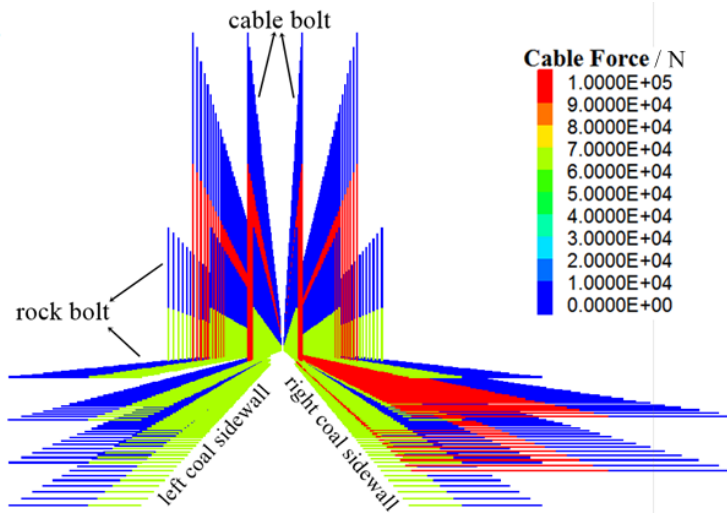 cable bolt
Cable Force / N
1.0000E+05
9.0000E+04
8.0000E+04
7.0000E+04
6.0000E+04
5.0000E+04
4.0000E+04
3.0000E+04
2.0000E+04
1.0000E+04
0.0000E+00
rock bolt
left coal sidewall
right coal sidewall